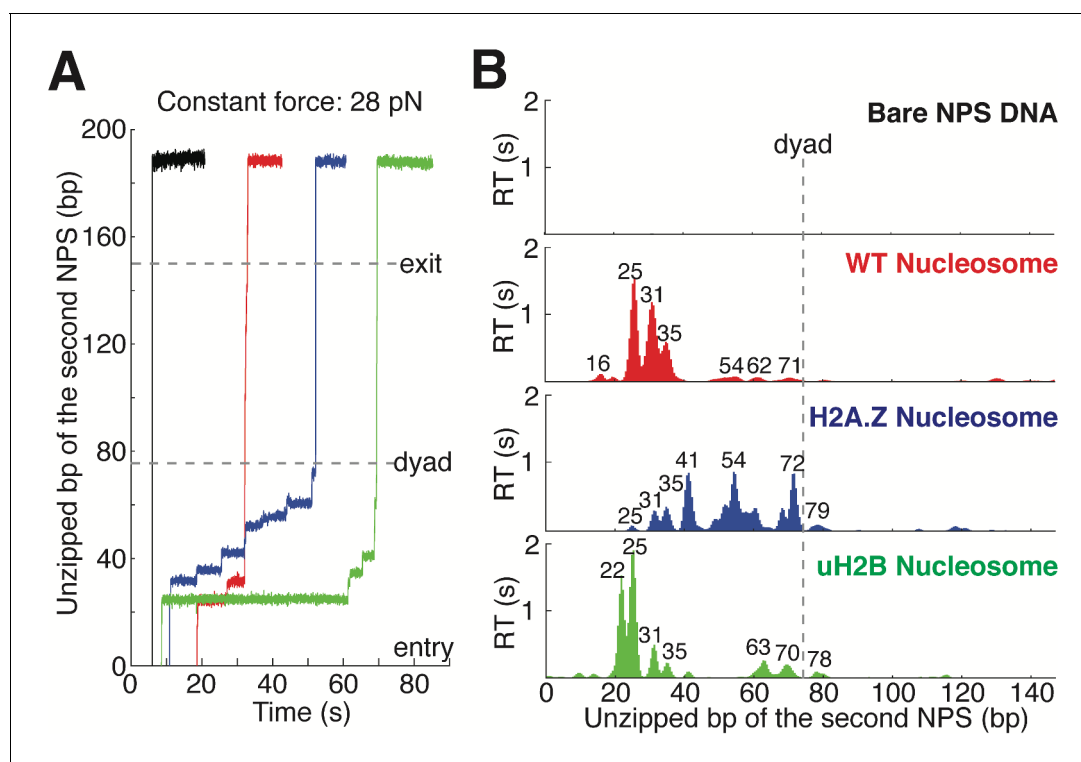 A
Constant force: 28 pN
Unzipped bp of the second NPS (bp)
200
160
120
80
40
0
exit
dyad
entry
0
20
40
60
80
Time (s)
B
Bare NPS DNA
dyad
RT (s)
2
1
WT Nucleosome
RT (s)
2
1
16
25
31
35
54
62
71
H2A.Z Nucleosome
RT (s)
2
1
25
31
35
41
54
72
79
uH2B Nucleosome
RT (s)
2
1
22
25
31
35
63
70
78
0
20
40
60
80
100
120
140
Unzipped bp of the second NPS (bp)